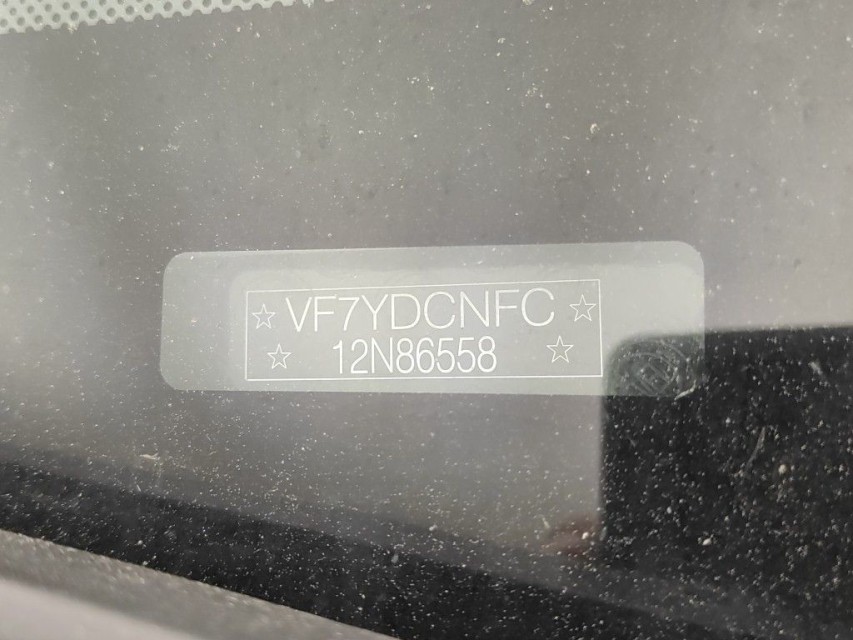 ☆ VF7YDCNFC ☆
☆ 12N86558 ☆